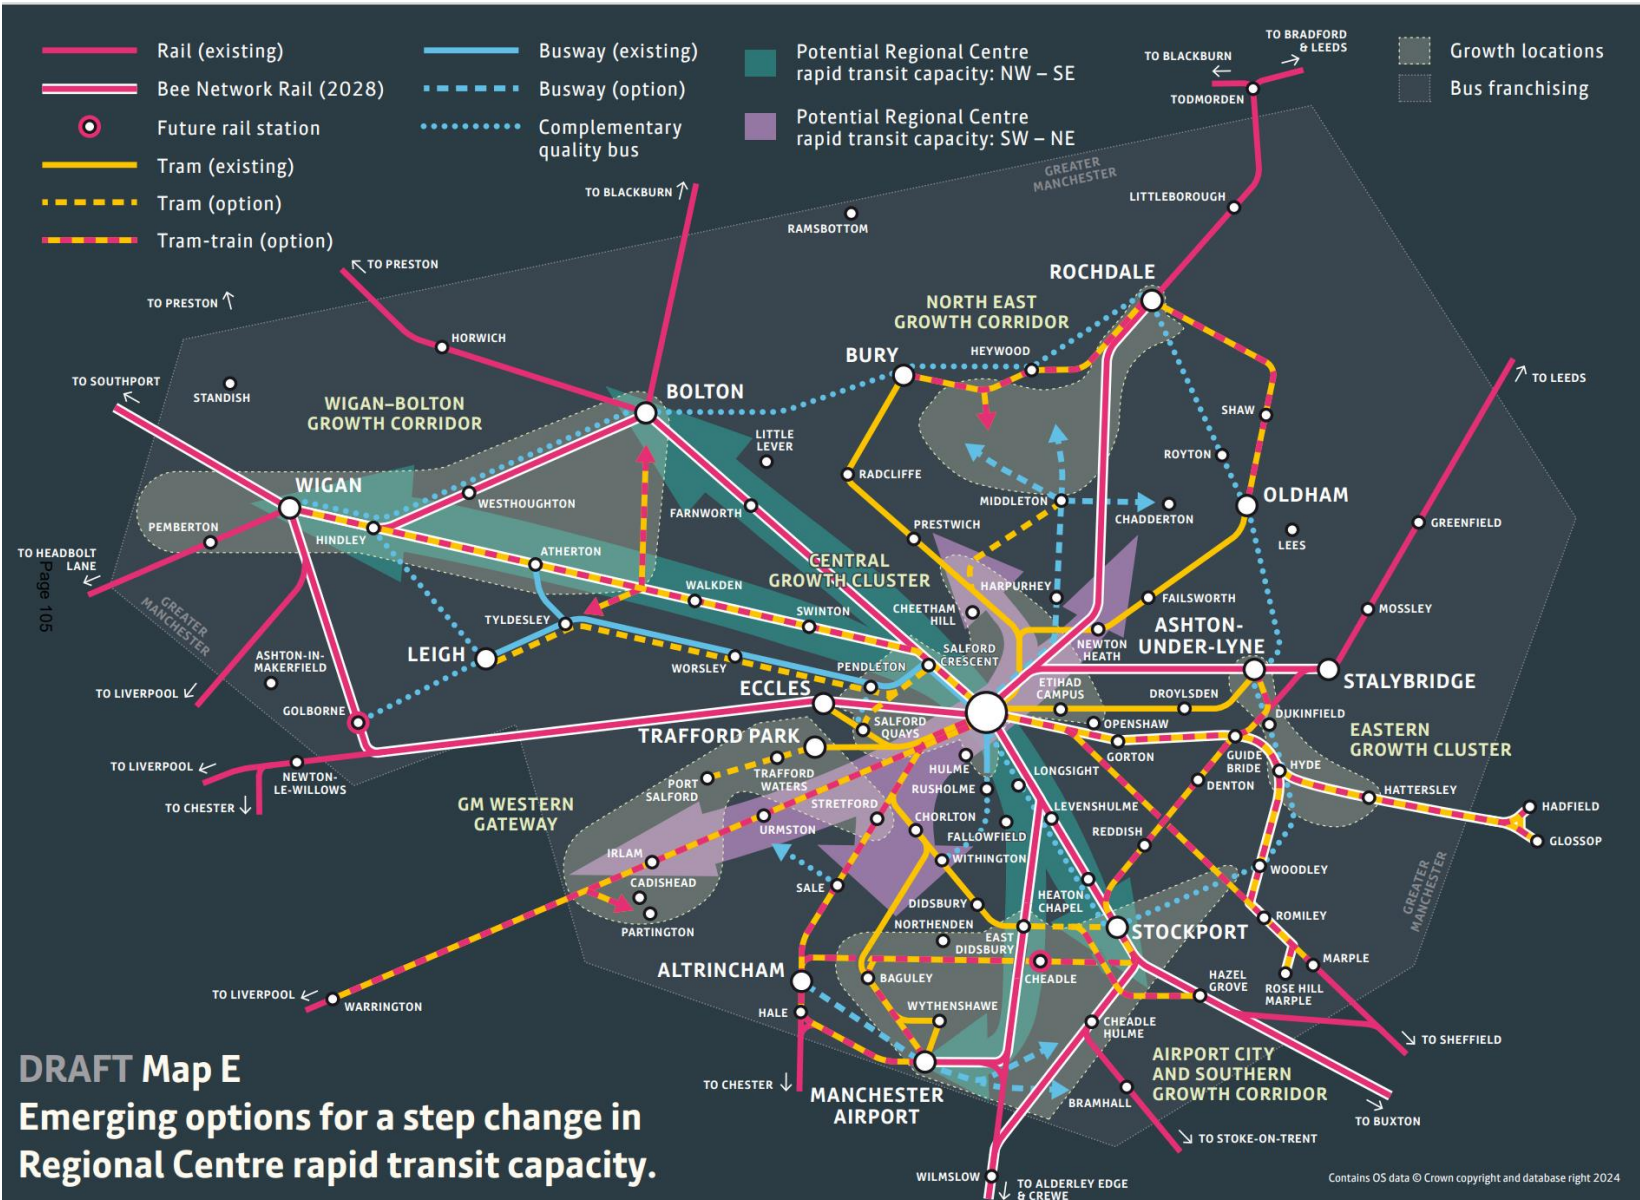 Rail (existing)
Bee Network Rail (2028)
Future rail station
Tram (existing)
Tram (option)
Tram-train (option)
Busway (existing)
Busway (option)
Complementary
quality bus
Potential Regional Centre
rapid transit capacity: NW – SE
Potential Regional Centre
rapid transit capacity: SW – NE
Growth locations
Bus franchising
TO BRADFORD
& LEEDS
TO BLACKBURN
TODMORDEN
GREATER
MANCHESTER
LITTLEBOROUGH
TO BLACKBURN
RAMSBOTTOM
TO PRESTON
TO PRESTON
HORWICH
ROCHDALE
NORTH EAST
GROWTH CORRIDOR
BURY
HEYWOOD
TO LEEDS
TO SOUTHPORT
STANDISH
WIGAN–BOLTON
GROWTH CORRIDOR
BOLTON
LITTLE
LEVER
SHAW
ROYTON
RADCLIFFE
WIGAN
WESTHOUGHTON
FARNWORTH
MIDDLETON
CHADDERTON
OLDHAM
LEES
GREENFIELD
PEMBERTON
HINDLEY
PRESTWICH
TO HEADBOLT
LANE
Page 105
ATHERTON
CENTRAL
GROWTH CLUSTER
WALKDEN
HARPURHEY
FAILSWORTH
MOSSLEY
GREATER
MANCHESTER
TYLDESLEY
SWINTON
CHEETHAM
HILL
NEWTON
HEATH
ASHTON-
UNDER-LYNE
LEIGH
WORSLEY
PENDLETON
SALFORD
CRESCENT
ASHTON-IN-
MAKERFIELD
STALYBRIDGE
TO LIVERPOOL
ECCLES
ETIHAD
CAMPUS
DROYLSDEN
GOLBORNE
SALFORD
QUAYS
OPENSHAW
DUKINFIELD
TRAFFORD PARK
GORTON
GUIDE
BRIDGE
EASTERN
GROWTH CLUSTER
HYDE
TO LIVERPOOL
NEWTON-
LE-WILLOWS
TO CHESTER
PORT
SALFORD
TRAFFORD
WATERS
HULME
RUSHOLME
LONGSIGHT
DENTON
HATTERSLEY
HADFIELD
GLOSSOP
GM WESTERN
GATEWAY
STRETFORD
URMSTON
CHORLTON
LEVENSHULME
FALLOWFIELD
REDDISH
IRLAM
WITHINGTON
WOODLEY
CADISHEAD
SALE
HEATON
CHAPEL
GREATER
MANCHESTER
PARTINGTON
DIDSBURY
NORTHENDEN
EAST
DIDSBURY
STOCKPORT
ROMILEY
ALTRINCHAM
BAGULEY
CHEADLE
HAZEL
GROVE
ROSE HILL
MARPLE
MARPLE
TO LIVERPOOL
WARRINGTON
HALE
WYTHENSHAWE
CHEADLE
HULME
TO SHEFFIELD
DRAFT Map E
Emerging options for a step change in
Regional Centre rapid transit capacity.
TO CHESTER
MANCHESTER
AIRPORT
AIRPORT CITY
AND SOUTHERN
GROWTH CORRIDOR
BRAMHALL
TO BUXTON
TO STOKE-ON-TRENT
WILMSLOW
TO ALDERLEY EDGE
& CREWE
Contains OS data © Crown copyright and database right 2024